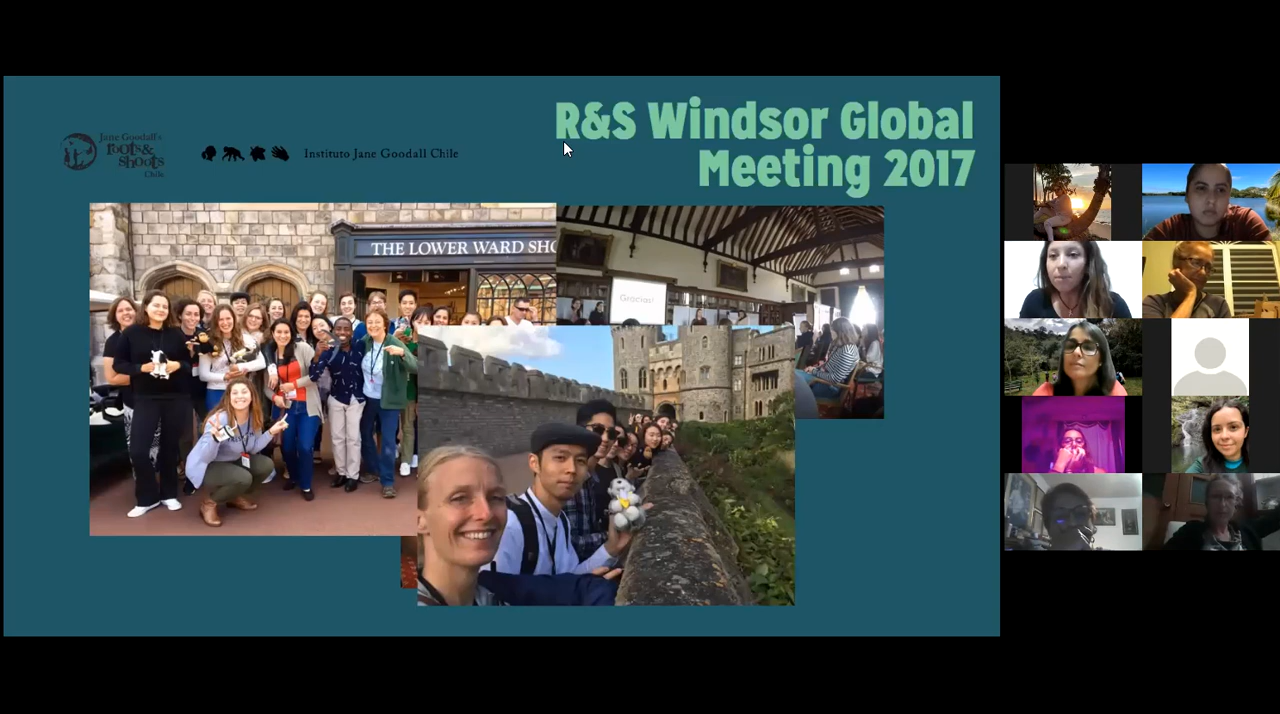 R&S Windsor Global
Meeting 2017
Jane Goodall's
roots &
shoots
Chile
Instituto Jane Goodall Chile
THE LOWER WARD SHO
Gracias!